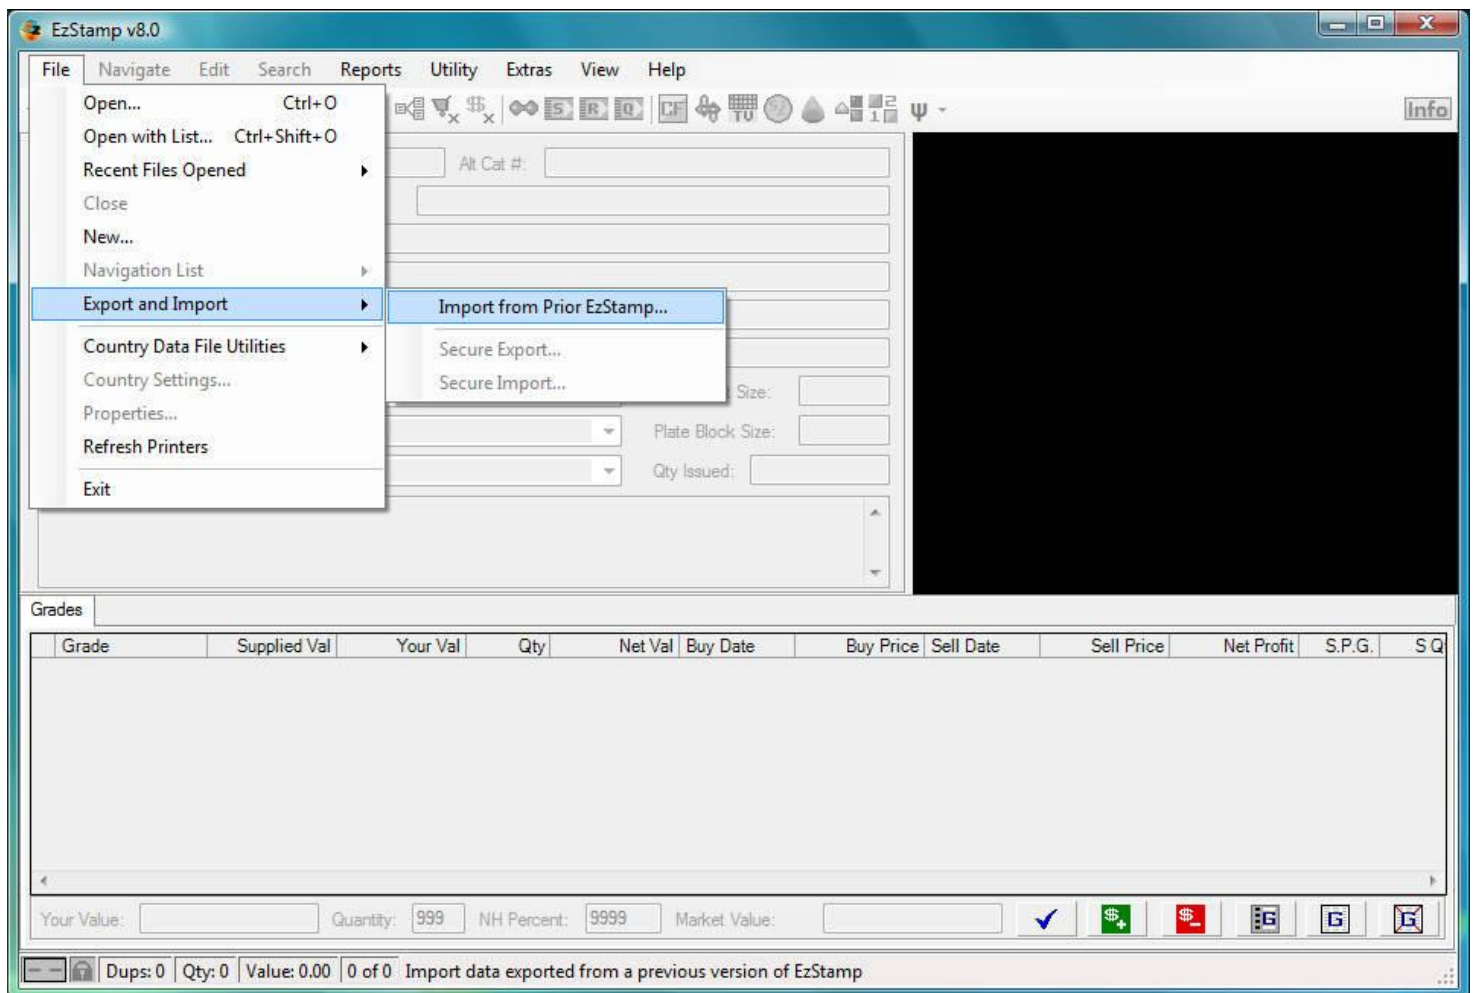 EzStamp v8.0
File Navigate Edit Search Reports Utility Extras View Help
Open... Ctrl+O
Open with List... Ctrl+Shift+O
Recent Files Opened
Close
New...
Navigation List
Export and Import
Country Data File Utilities
Country Settings...
Properties...
Refresh Printers
Exit
Import from Prior EzStamp...
Secure Export...
Secure Import...
S R Q CF TU 1 2 Info
Alt Cat #:
Size:
Plate Block Size:
Qty Issued:
Grades
Grade Supplied Val Your Val Qty Net Val Buy Date Buy Price Sell Date Sell Price Net Profit S.P.G. S Q
Your Value: Quantity: 999 NH Percent: 9999 Market Value: $+ $- G G G
Dups: 0 Qty: 0 Value: 0.00 0 of 0 Import data exported from a previous version of EzStamp